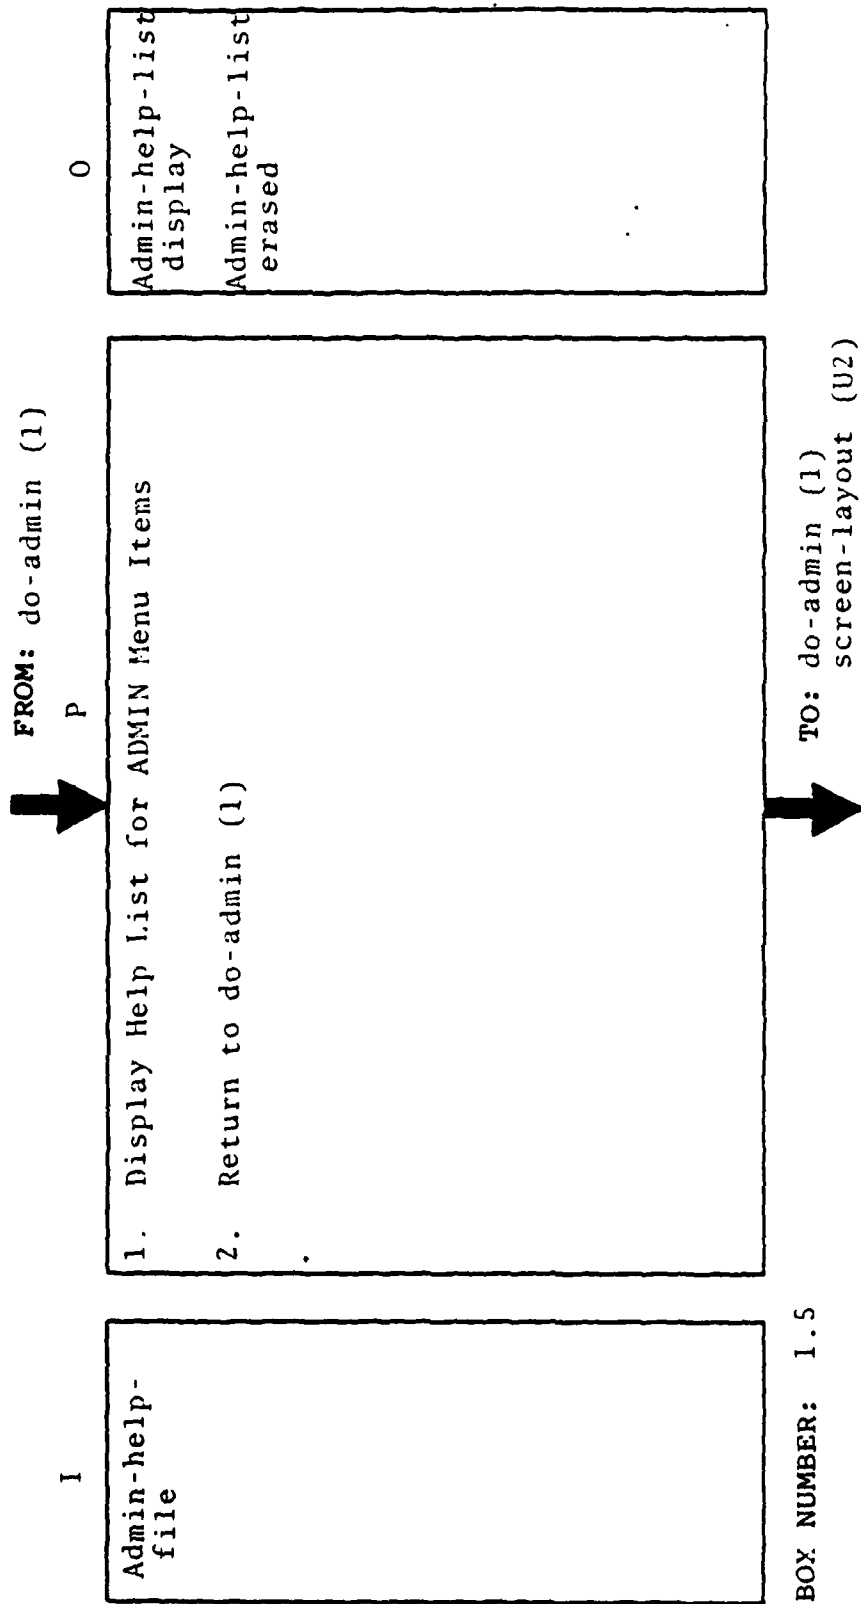 FROM: do-admin (1)
I
P
O
Admin-help-
file
1. Display Help List for ADMIN Menu Items
2. Return to do-admin (1)
Admin-help-list
display
Admin-help-list
erased
BOX NUMBER: 1.5
TO: do-admin (1)
screen-layout (U2)